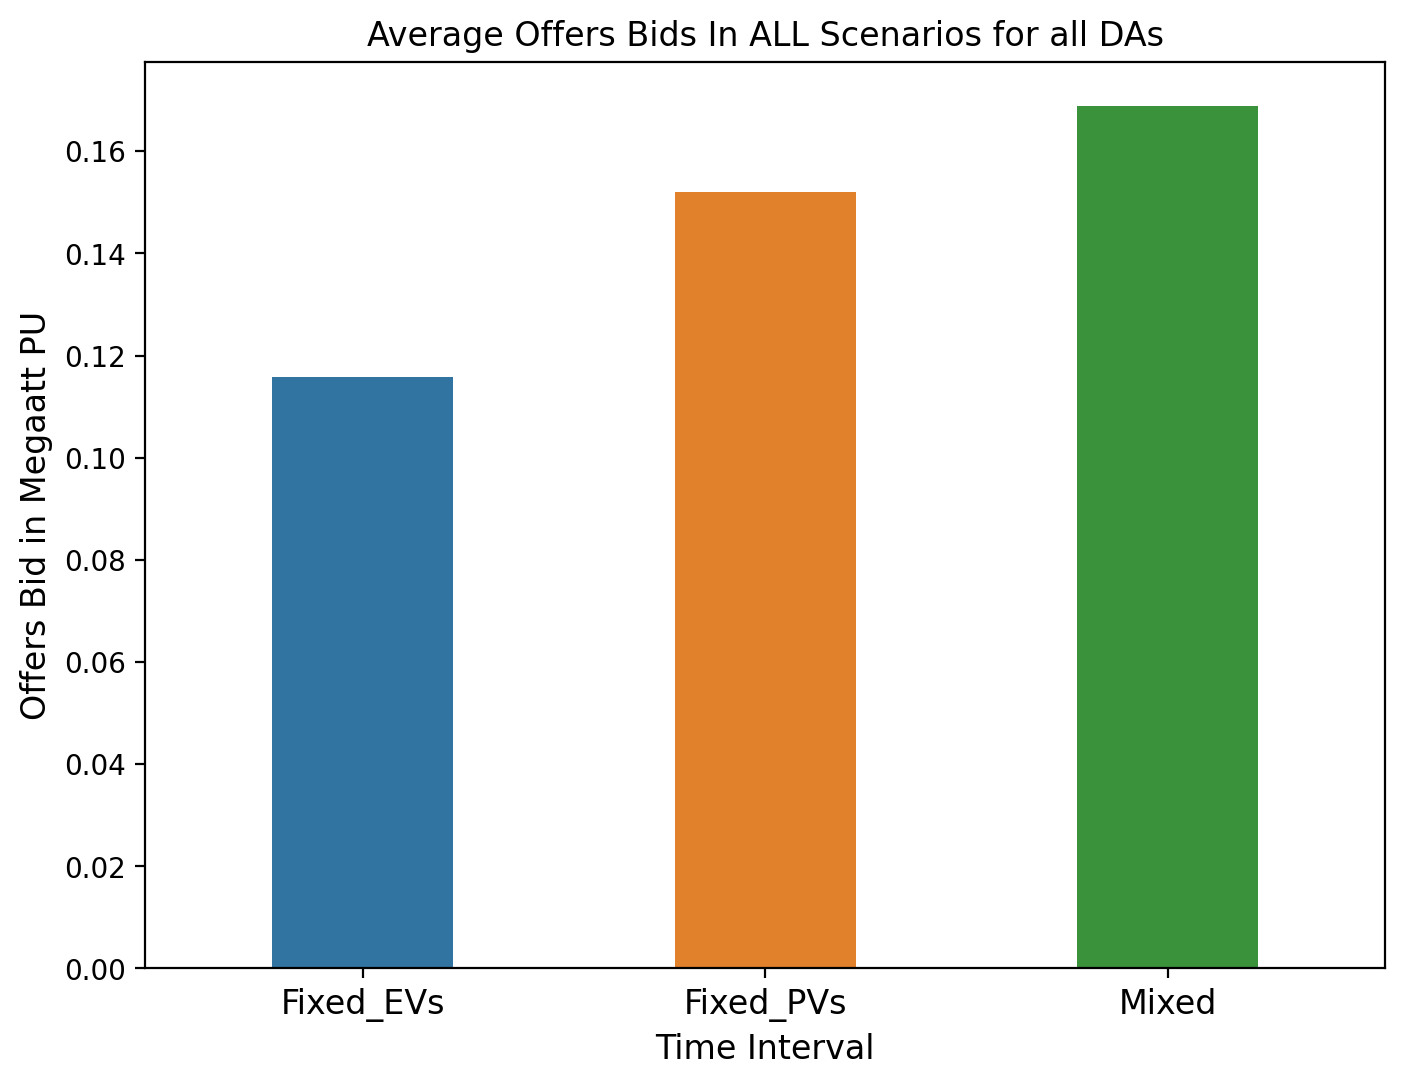 Average Offers Bids In ALL Scenarios for all DAs
Offers Bid in Megaatt PU
0.16
0.14
0.12
0.10
0.08
0.06
0.04
0.02
0.00
Fixed_EVs
Fixed_PVs
Mixed
Time Interval